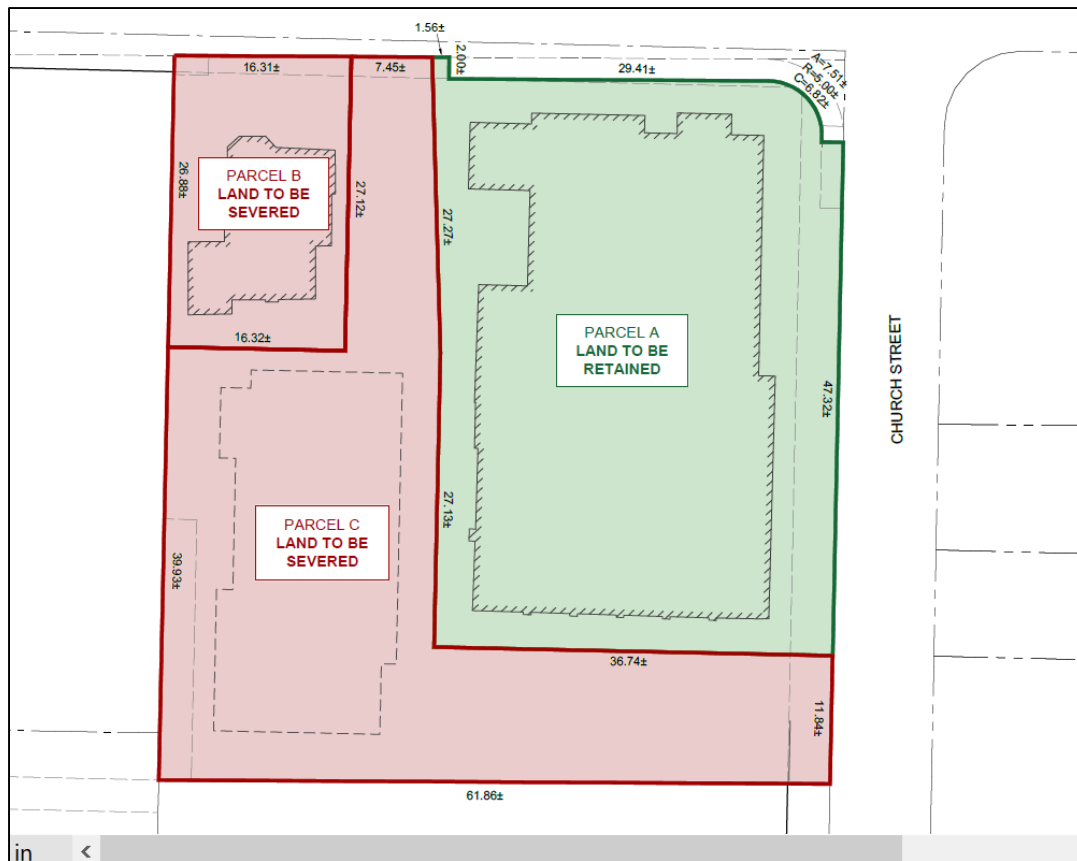 1.56±
2.00±
16.31±
7.45±
29.41±
A=7.51±
R=5.00±
C=6.82±
26.88±
PARCEL B
LAND TO BE
SEVERED
27.12±
27.27±
16.32±
PARCEL A
LAND TO BE
RETAINED
47.32±
CHURCH STREET
27.13±
PARCEL C
LAND TO BE
SEVERED
39.93±
36.74±
11.84±
61.86±
in